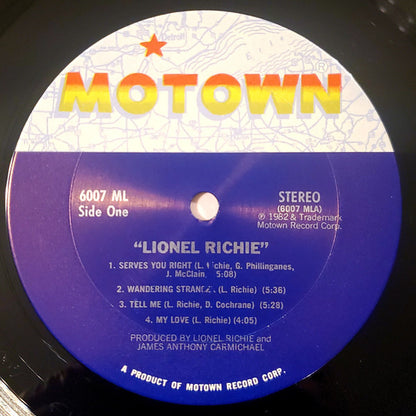 Detroit
MOTOWN®
6007 ML
Side One
STEREO
(6007 MLA)
℗ 1982 & Trademark
Motown Record Corp.
"LIONEL RICHIE"
1. SERVES YOU RIGHT (L. Richie, G. Phillinganes,
J. McClain, 5:08)
2. WANDERING STRANGER (L. Richie) (5:36)
3. TELL ME (L. Richie, D. Cochrane) (5:28)
4. MY LOVE (L. Richie) (4:05)
PRODUCED BY LIONEL RICHIE and
JAMES ANTHONY CARMICHAEL
A PRODUCT OF MOTOWN RECORD CORP.